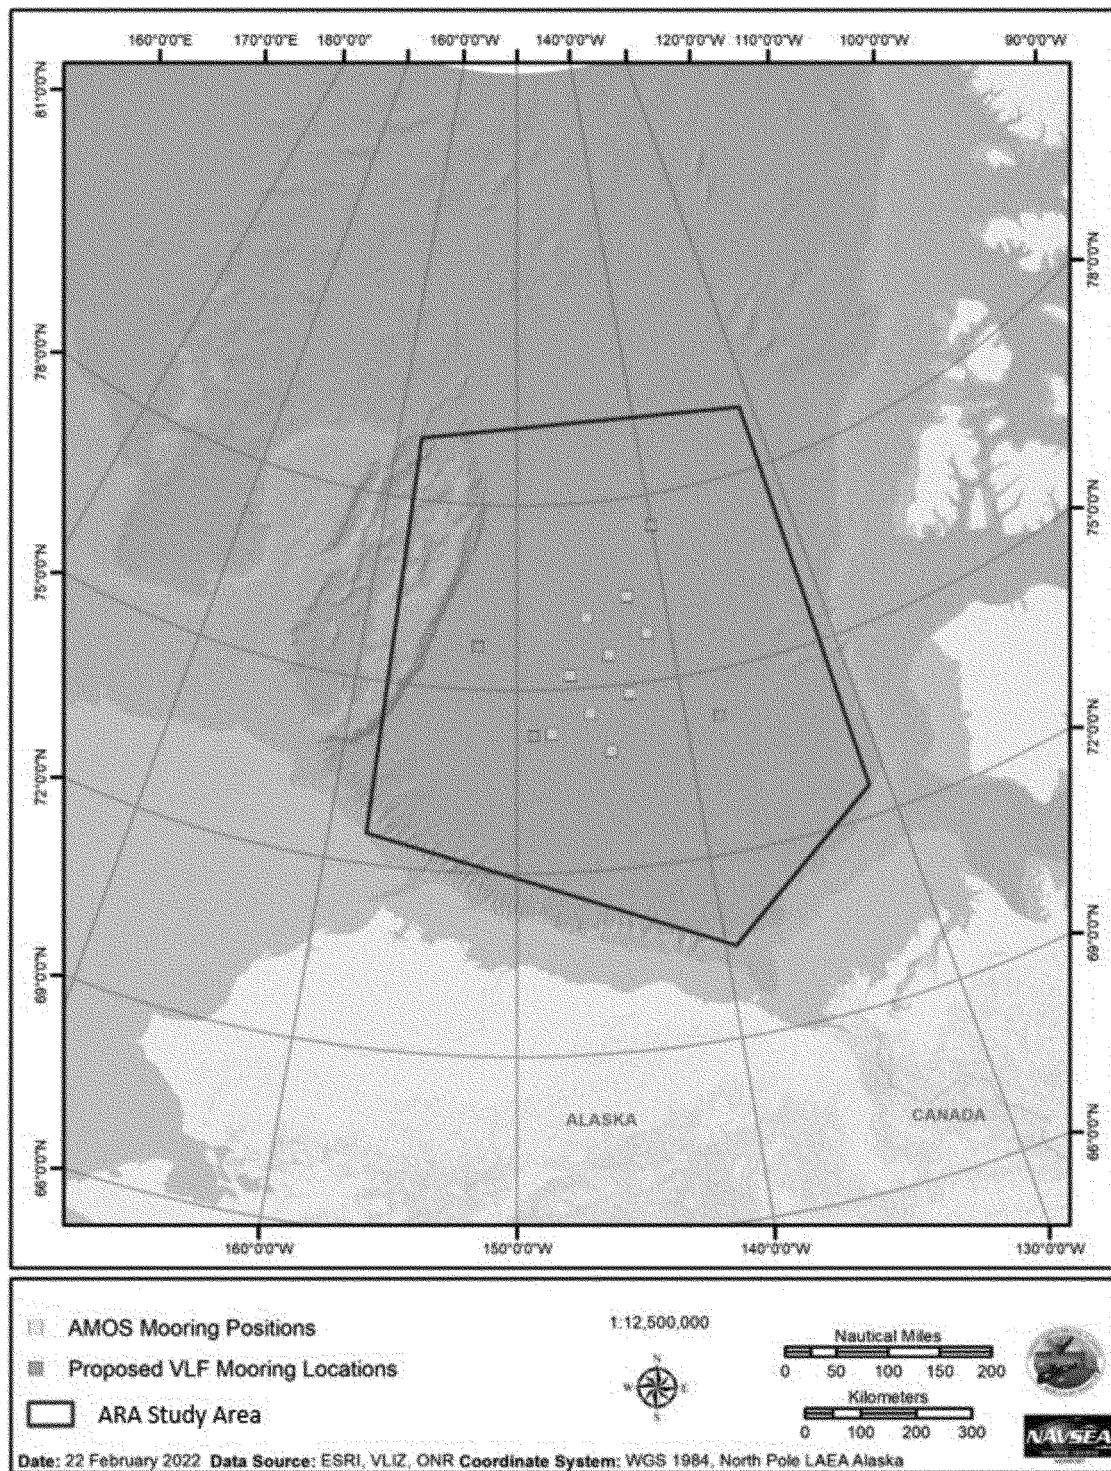 160°0'0"E 170°0'0"E 180°0'0" 160°0'0"W 140°0'0"W 120°0'0"W 110°0'0"W 100°0'0"W 90°0'0"W
81°0'0"N
78°0'0"N
78°0'0"N
75°0'0"N
75°0'0"N
72°0'0"N
72°0'0"N
69°0'0"N
69°0'0"N
66°0'0"N
66°0'0"N
ALASKA
CANADA
160°0'0"W 150°0'0"W 140°0'0"W 130°0'0"W
AMOS Mooring Positions
Proposed VLF Mooring Locations
ARA Study Area
1:12,500,000
W E
S
Nautical Miles
0 50 100 150 200
Kilometers
0 100 200 300
NAVSEA
Date: 22 February 2022 Data Source: ESRI, VLIZ, ONR Coordinate System: WGS 1984, North Pole LAEA Alaska